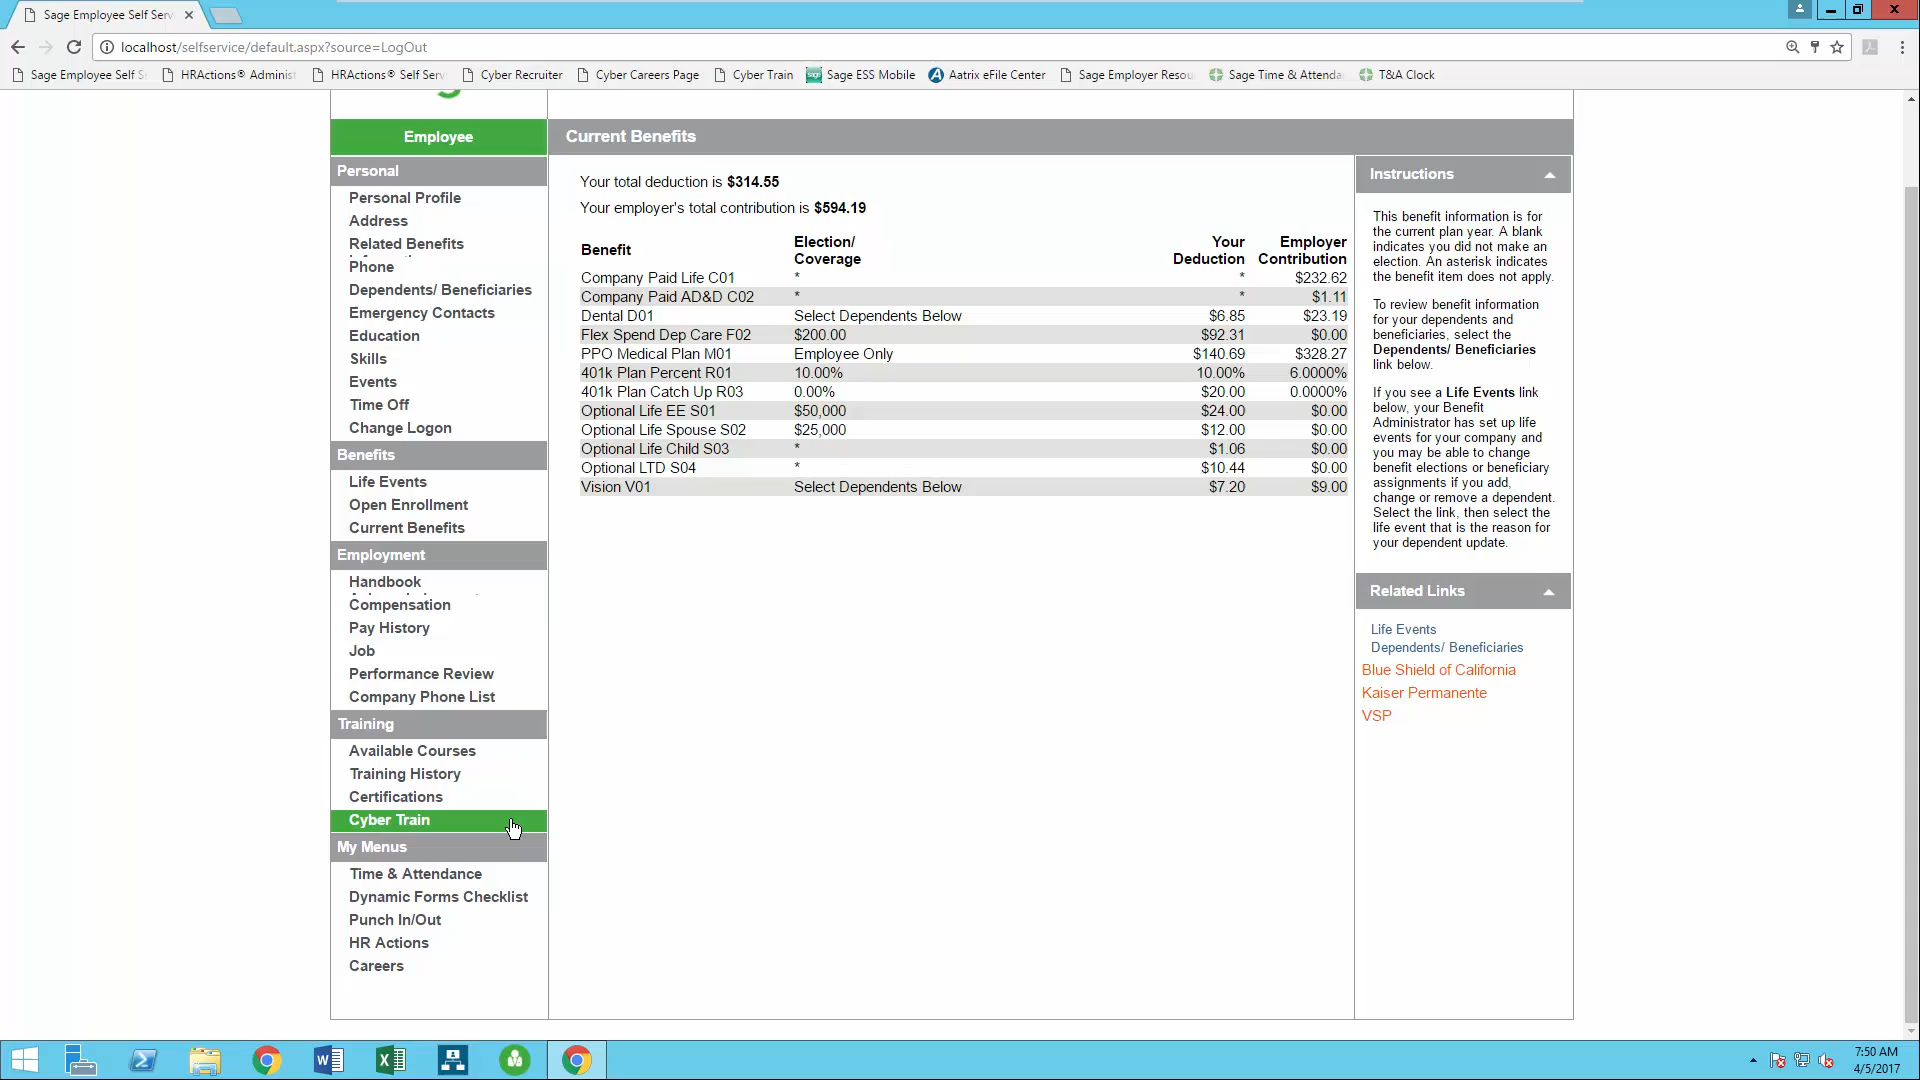 Sage Employee Self Serv
localhost/selfservice/default.aspx?source=LogOut
Sage Employee Self S
HRActions® Adminis
HRActions® Self Serv
Cyber Recruiter
Cyber Careers Page
Cyber Train
sage
Sage ESS Mobile
Aatrix eFile Center
Sage Employer Resou
Sage Time & Attenda
T&A Clock
Employee
Personal
Personal Profile
Address
Related Benefits
Phone
Dependents/ Beneficiaries
Emergency Contacts
Education
Skills
Events
Time Off
Change Logon
Benefits
Life Events
Open Enrollment
Current Benefits
Employment
Handbook
Compensation
Pay History
Job
Performance Review
Company Phone List
Training
Available Courses
Training History
Certifications
Cyber Train
My Menus
Time & Attendance
Dynamic Forms Checklist
Punch In/Out
HR Actions
Careers
Current Benefits
Your total deduction is $314.55
Your employer's total contribution is $594.19
Benefit Election/ Coverage Your Deduction Employer Contribution
Company Paid Life C01 * * $232.62
Company Paid AD&D C02 * * $1.11
Dental D01 Select Dependents Below $6.85 $23.19
Flex Spend Dep Care F02 $200.00 $92.31 $0.00
PPO Medical Plan M01 Employee Only $140.69 $328.27
401k Plan Percent R01 10.00% 10.00% 6.0000%
401k Plan Catch Up R03 0.00% $20.00 0.0000%
Optional Life EE S01 $50,000 $24.00 $0.00
Optional Life Spouse S02 $25,000 $12.00 $0.00
Optional Life Child S03 * $1.06 $0.00
Optional LTD S04 * $10.44 $0.00
Vision V01 Select Dependents Below $7.20 $9.00
Instructions
This benefit information is for
the current plan year. A blank
indicates you did not make an
election. An asterisk indicates
the benefit item does not apply.
To review benefit information
for your dependents and
beneficiaries, select the
Dependents/ Beneficiaries
link below.
If you see a Life Events link
below, your Benefit
Administrator has set up life
events for your company and
you may be able to change
benefit elections or beneficiary
assignments if you add,
change or remove a dependent.
Select the link, then select the
life event that is the reason for
your dependent update.
Related Links
Life Events
Dependents/ Beneficiaries
Blue Shield of California
Kaiser Permanente
VSP
7:50 AM
4/5/2017